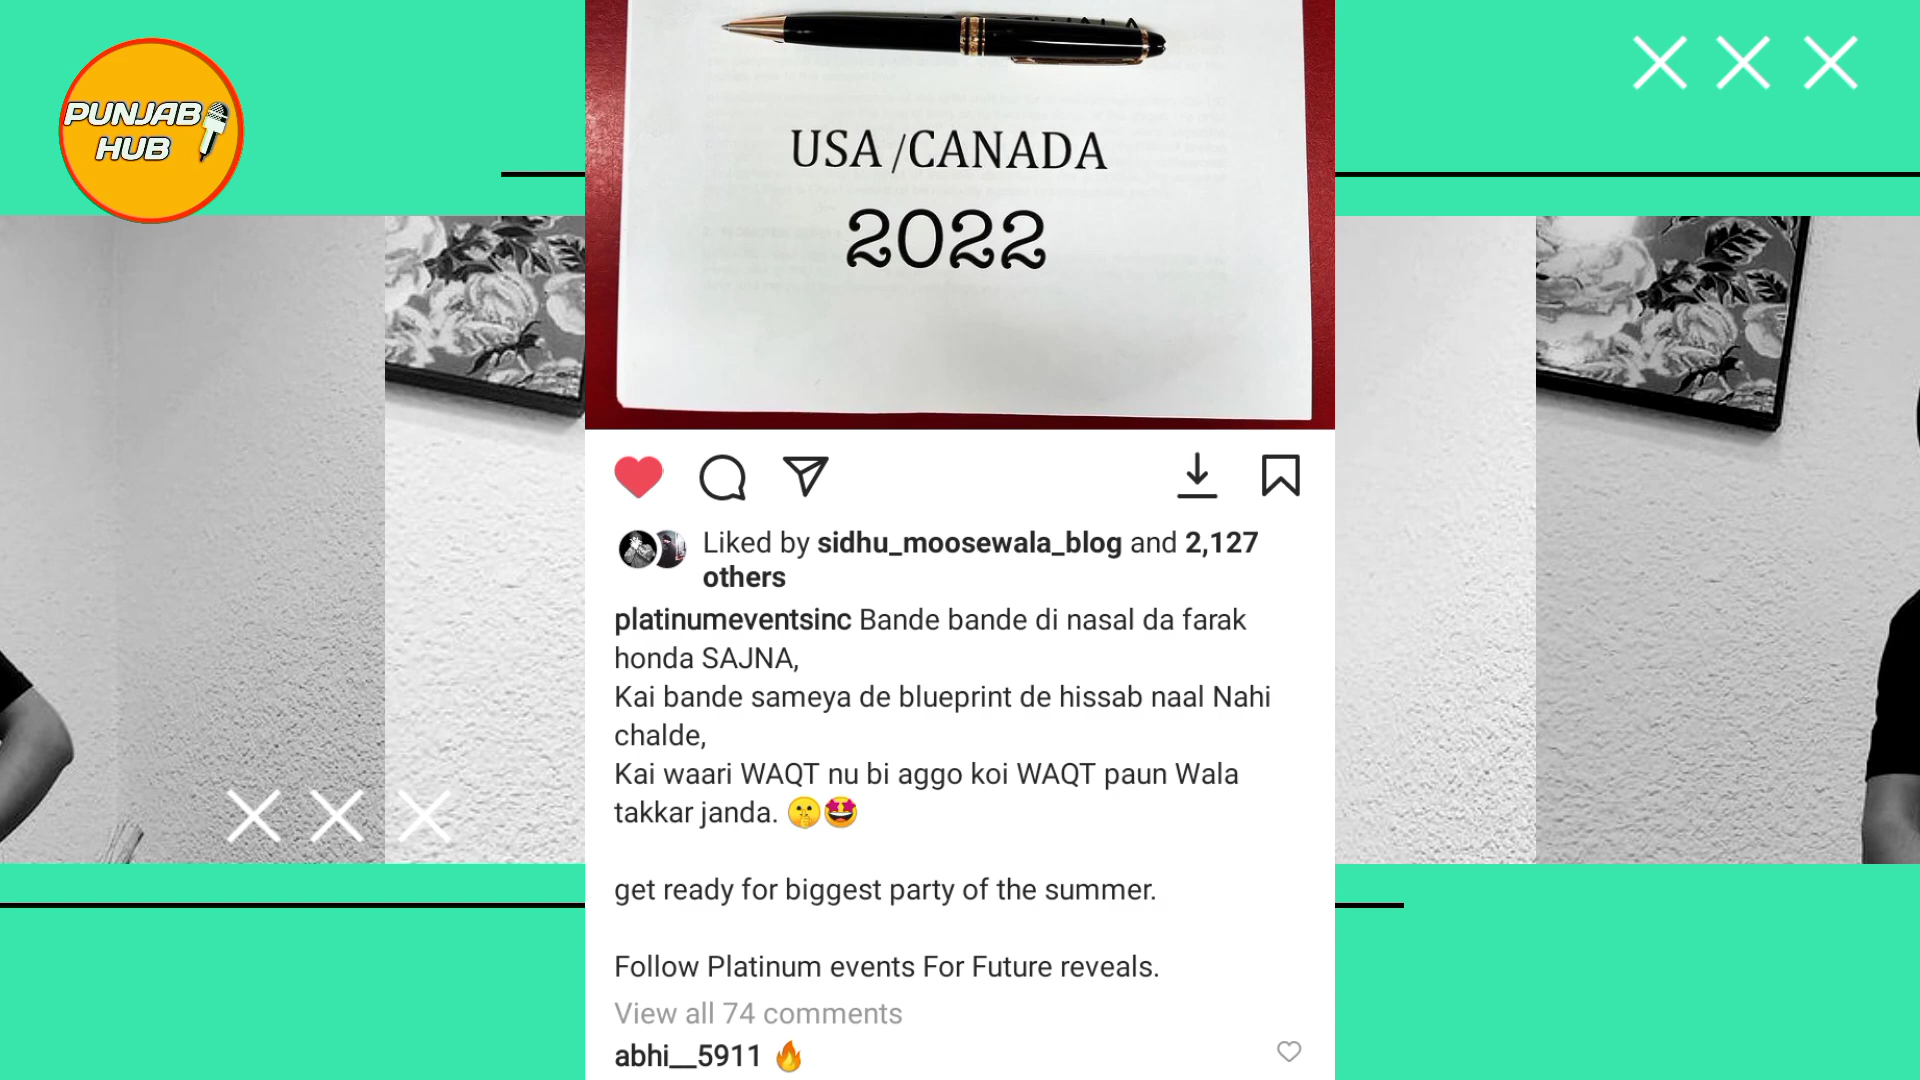 PUNJAB
HUB
USA /CANADA
2022
Liked by sidhu_moosewala_blog and 2,127
others
platinumeventsinc Bande bande di nasal da farak
honda SAJNA,
Kai bande sameya de blueprint de hissab naal Nahi
chalde,
Kai waari WAQT nu bi aggo koi WAQT paun Wala
takkar janda. 🤫🤩
get ready for biggest party of the summer.
Follow Platinum events For Future reveals.
View all 74 comments
abhi__5911 🔥